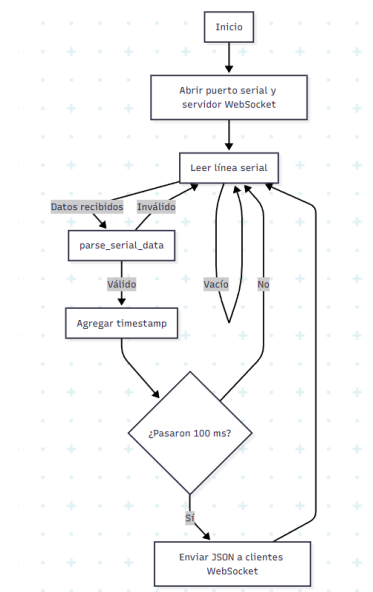 Inicio
Abrir puerto serial y
servidor WebSocket
Leer línea serial
Datos recibidos
Inválido
parse_serial_data
Válido
Vacío
No
Agregar timestamp
¿Pasaron 100 ms?
Sí
Enviar JSON a clientes
WebSocket